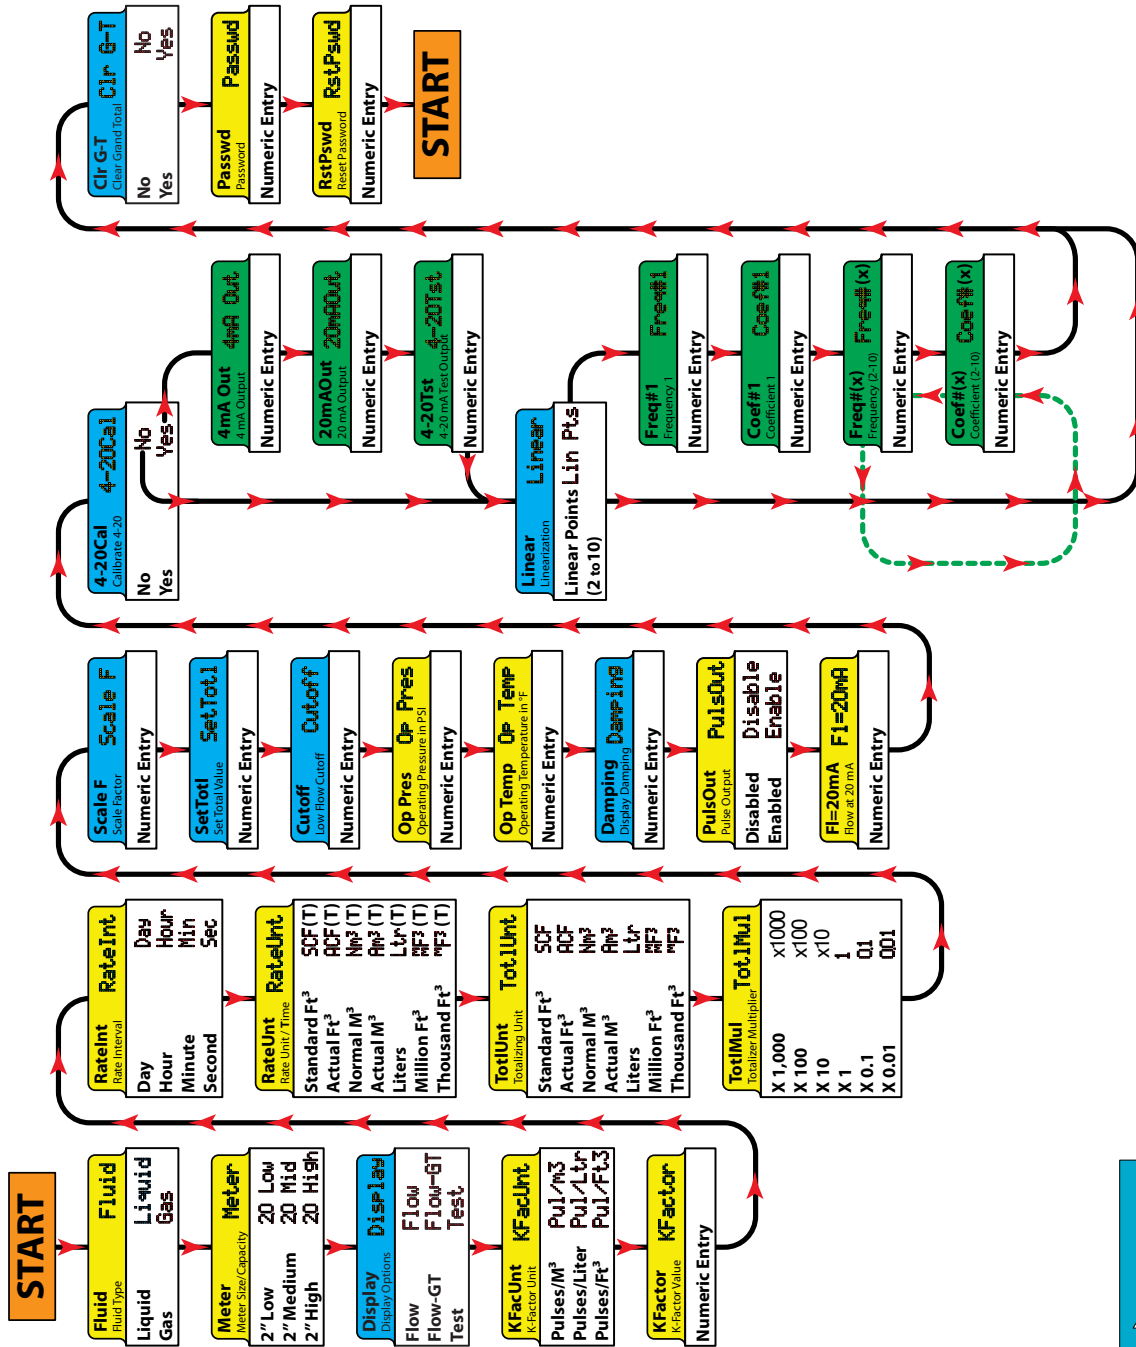 START
Fluid Fluid
Fluid Type
Liquid Liquid
Gas Gas
Meter Meter
Meter Size/Capacity
2"Low 20 Low
2"Medium 20 Mid
2"High 20 High
Display Display
Display Options
Flow Flow
Flow-GT Flow-GT
Test Test
KFacUnt KFacUnt
K-Factor Unit
Pulses/M³ Pul/m3
Pulses/Liter Pul/Ltr
Pulses/Ft³ Pul/Ft3
KFactor KFactor
K-Factor Value
Numeric Entry
RateInt RateInt
Rate Interval
Day Day
Hour Hour
Minute Min
Second Sec
RateUnt RateUnt
Rate Unit / Time
Standard Ft³ SCF(T)
Actual Ft³ ACF(T)
Normal M³ Nm³(T)
Actual M³ Am³(T)
Liters Ltr(T)
Million Ft³ MF³(T)
Thousand Ft³ MF³(T)
TotlUnt TotlUnt
Totalizing Unit
Standard Ft³ SCF
Actual Ft³ ACF
Normal M³ Nm³
Actual M³ Am³
Liters Ltr
Million Ft³ MF³
Thousand Ft³ MF³
TotlMul TotlMul
Totalizer Multiplier
X 1,000 x1000
X 100 x100
X 10 x10
X 1 1
X 0.1 0.1
X 0.01 0.01
Scale F Scale F
Scale Factor
Numeric Entry
SetTotl SetTotl
Set Total Value
Numeric Entry
Cutoff Cutoff
Low Flow Cutoff
Numeric Entry
Op Pres Op Pres
Operating Pressure in PSI
Numeric Entry
Op Temp Op Temp
Operating Temperature in °F
Numeric Entry
Damping Damping
Display Damping
Numeric Entry
PulsOut PulsOut
Pulse Output
Disabled Disable
Enabled Enable
Fl=20mA Fl=20mA
Flow at 20 mA
Numeric Entry
4-20Cal 4-20Cal
Calibrate 4-20
No No
Yes Yes
4mA Out 4mA Out
4 mA Output
Numeric Entry
20mAOut 20mAOut
20 mA Output
Numeric Entry
4-20Tst 4-20Tst
4-20 mA Test Output
Numeric Entry
Linear Linear
Linearization
Linear Points Lin Pts
(2 to10)
Freq#1 Freq#1
Frequency 1
Numeric Entry
Coef#1 Coef#1
Coefficient 1
Numeric Entry
Freq#(x) Freq#(x)
Frequency (2-10)
Numeric Entry
Coef#(x) Coef#(x)
Coefficient (2-10)
Numeric Entry
Clr G-T Clr G-T
Clear Grand Total
No No
Yes Yes
Passwd Passwd
Password
Numeric Entry
RstPswd RstPswd
Reset Password
Numeric Entry
START